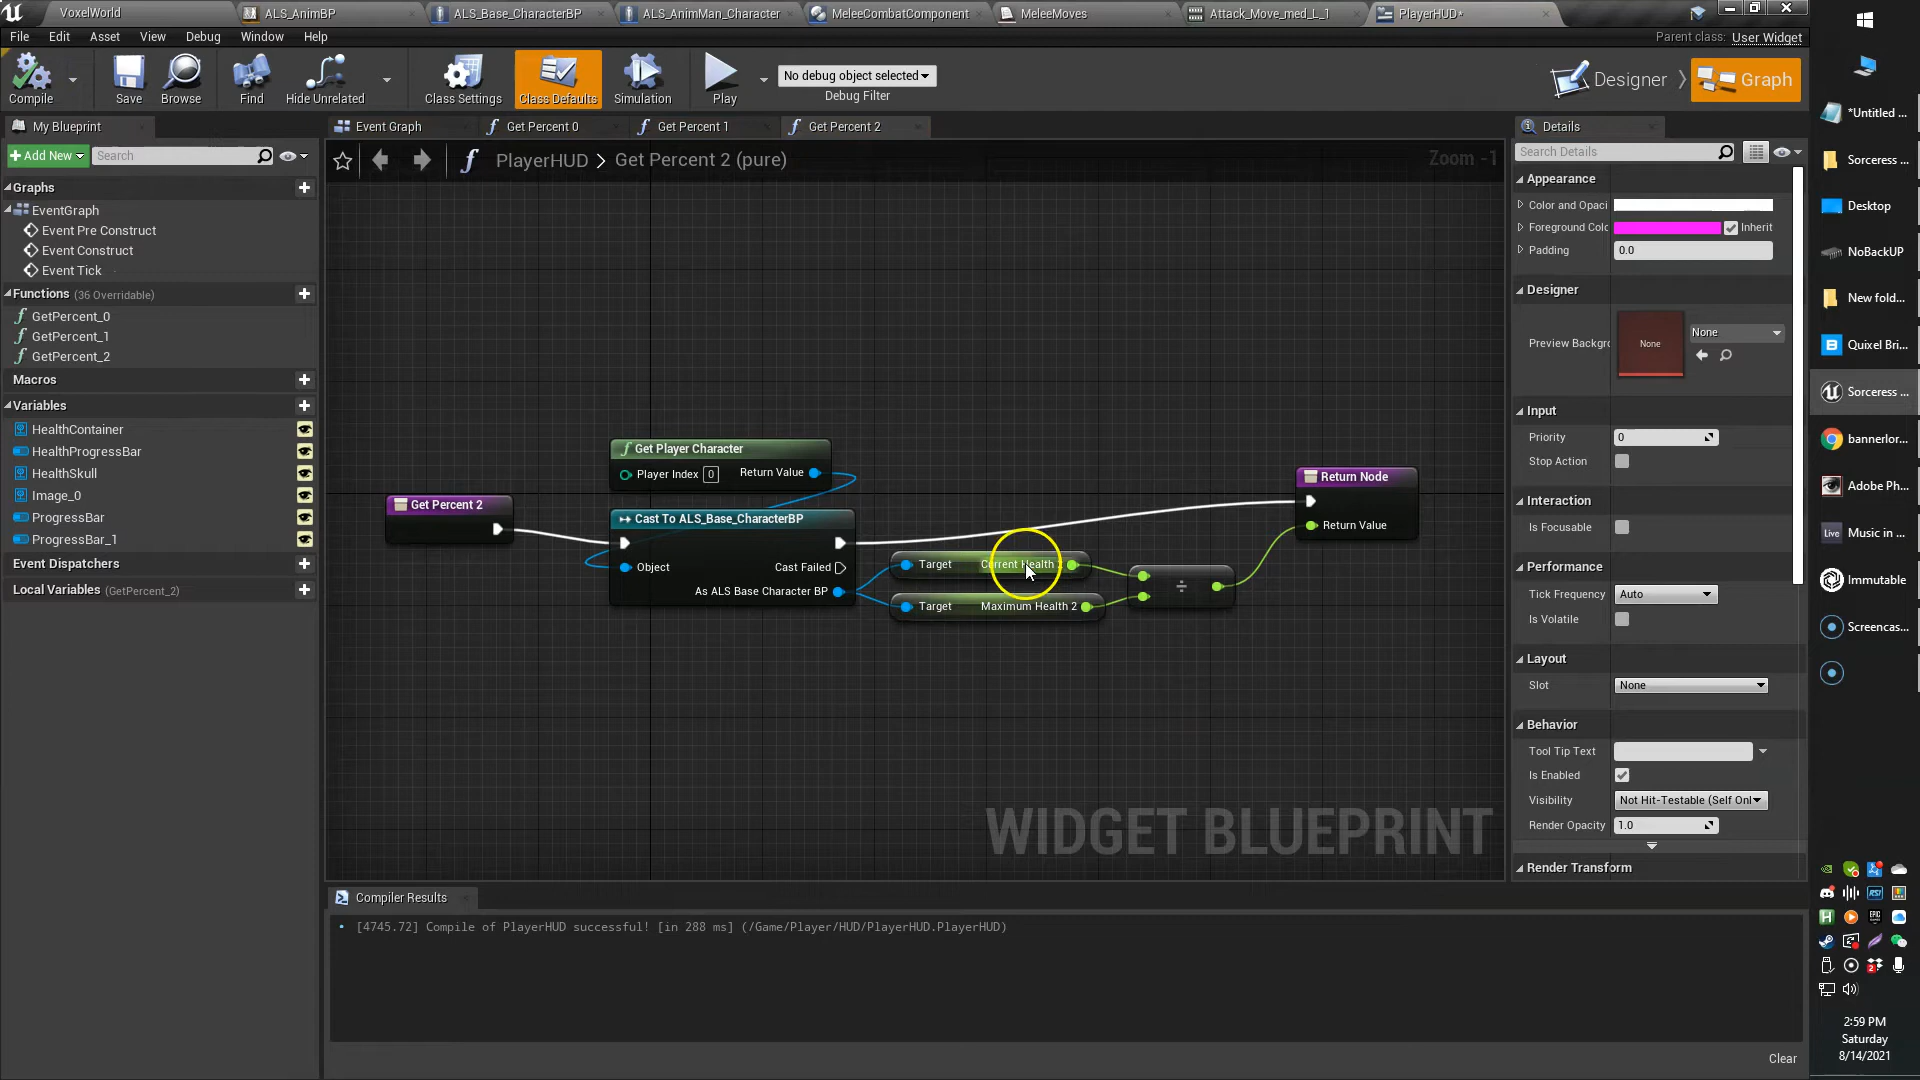 VoxelWorld
ALS_AnimBP
ALS_Base_CharacterBP
ALS_AnimMan_Character
MeleeCombatComponent
MeleeMoves
Attack_Move_med_L_1
PlayerHUD*
File
Edit
Asset
View
Debug
Window
Help
Parent class: User Widget
Compile
Save
Browse
Find
Hide Unrelated
Class Settings
Class Defaults
Simulation
Play
No debug object selected
Debug Filter
Designer
Graph
My Blueprint
Add New
Search
Graphs
EventGraph
Event Pre Construct
Event Construct
Event Tick
Functions (36 Overridable)
GetPercent_0
GetPercent_1
GetPercent_2
Macros
Variables
HealthContainer
HealthProgressBar
HealthSkull
Image_0
ProgressBar
ProgressBar_1
Event Dispatchers
Local Variables (GetPercent_2)
Event Graph
Get Percent 0
Get Percent 1
Get Percent 2
PlayerHUD > Get Percent 2 (pure)
Zoom -1
Get Player Character
Player Index 0 Return Value
Get Percent 2
Cast To ALS_Base_CharacterBP
Object Cast Failed
As ALS Base Character BP
Target Current Health 2
Target Maximum Health 2
÷
Return Node
Return Value
WIDGET BLUEPRINT
Compiler Results
[4745.72] Compile of PlayerHUD successful! [in 288 ms] (/Game/Player/HUD/PlayerHUD.PlayerHUD)
Clear
Details
Search Details
Appearance
Color and Opaci
Foreground Colo
Inherit
Padding
0.0
Designer
Preview Backgro
None
None
Input
Priority
0
Stop Action
Interaction
Is Focusable
Performance
Tick Frequency
Auto
Is Volatile
Layout
Slot
None
Behavior
Tool Tip Text
Is Enabled
Visibility
Not Hit-Testable (Self Onl
Render Opacity
1.0
Render Transform
*Untitled ...
Sorceress ...
Desktop
NoBackUP
New fold...
Quixel Bri...
Sorceress ...
bannerlor...
Adobe Ph...
Live
Music in ...
Immutable
Screencas...
2:59 PM
Saturday
8/14/2021